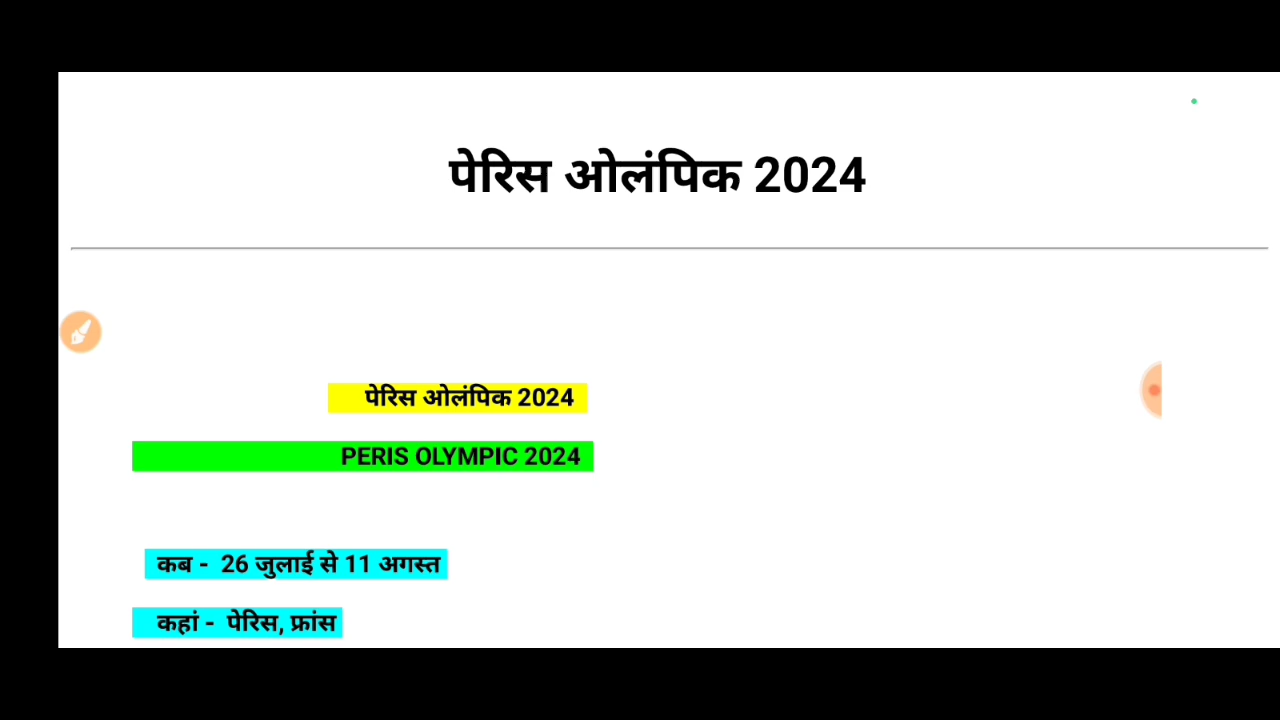 पेरिस ओलंपिक 2024
पेरिस ओलंपिक 2024
PERIS OLYMPIC 2024
कब - 26 जुलाई से 11 अगस्त
कहां - पेरिस, फ्रांस